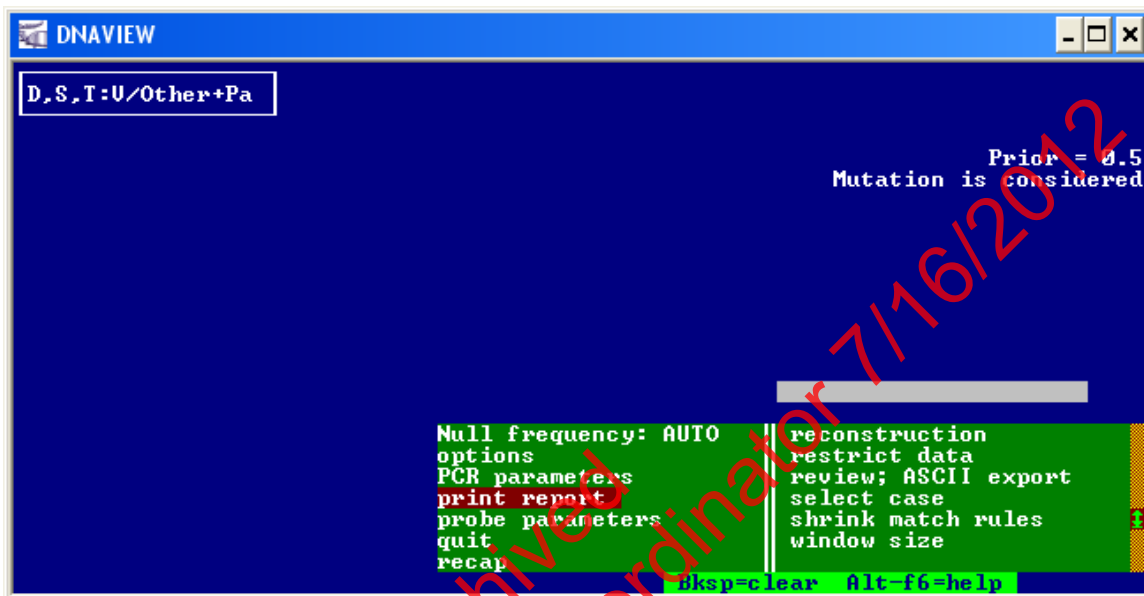 DNAVIEW
D,S,T:V/Other+Pa
Prior = 0.5
Mutation is considered
Null frequency: AUTO
options
PCR parameters
print report
probe parameters
quit
recap
reconstruction
restrict data
review; ASCII export
select case
shrink match rules
window size
Bksp=clear Alt-f6=help
hived
rdinator 7/16/2012